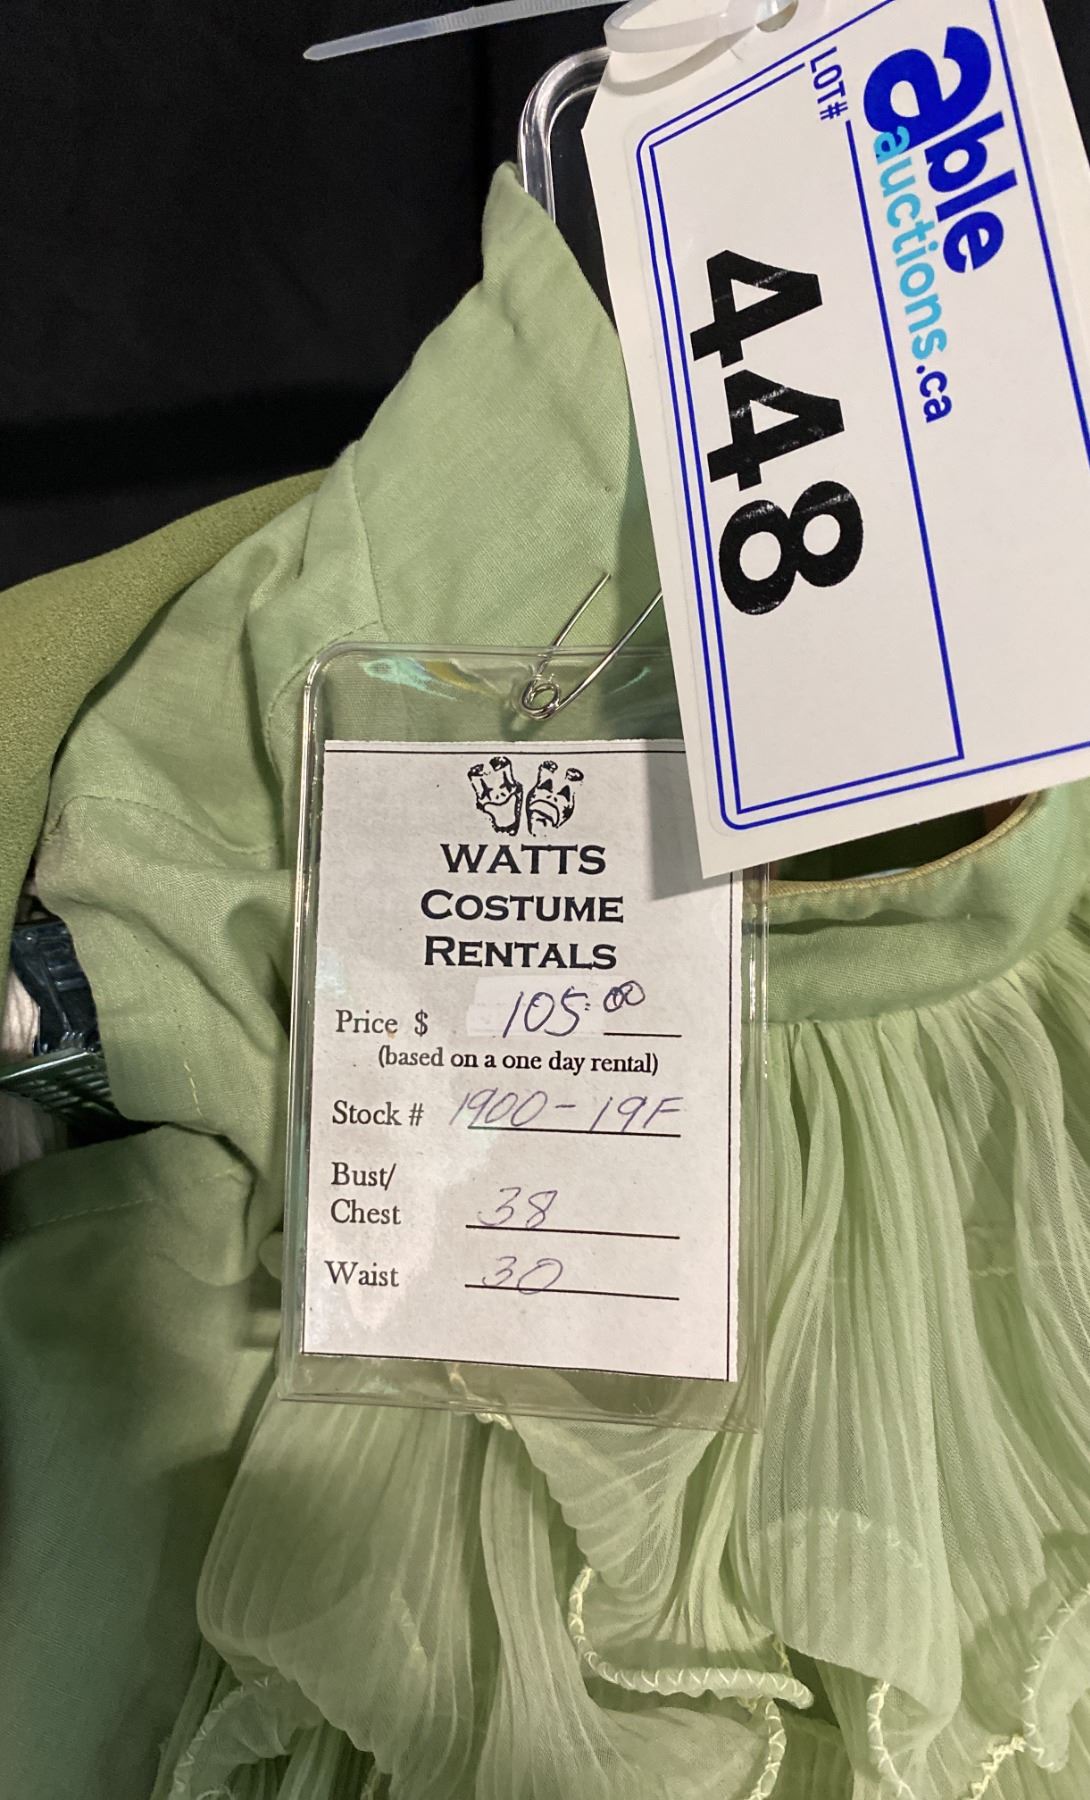 able
auctions.ca
LOT#
448
WATTS
COSTUME
RENTALS
Price $ 105.00
(based on a one day rental)
Stock # 1900-19F
Bust/
Chest 38
Waist 30